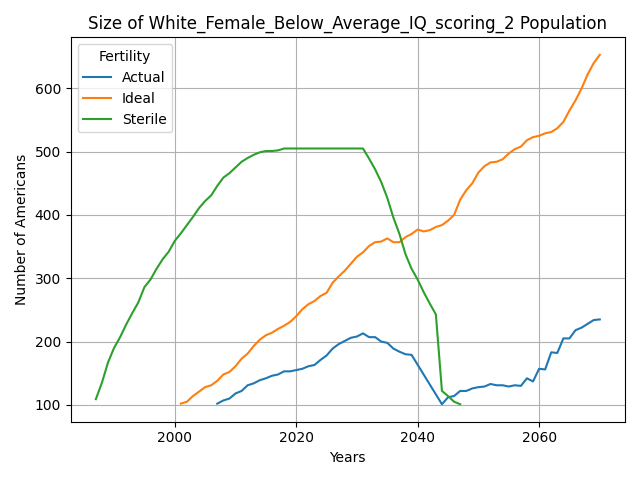 Size of White_Female_Below_Average_IQ_scoring_2 Population
Fertility
Actual
Ideal
Sterile
Number of Americans
600
500
400
300
200
100
2000
2020
2040
2060
Years